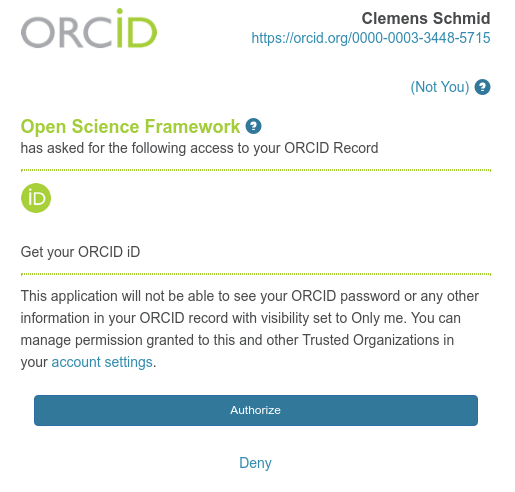 ORCiD
Clemens Schmid
https://orcid.org/0000-0003-3448-5715
(Not You) ?
Open Science Framework ?
has asked for the following access to your ORCID Record
iD
Get your ORCID iD
This application will not be able to see your ORCID password or any other
information in your ORCID record with visibility set to Only me. You can
manage permission granted to this and other Trusted Organizations in
your account settings.
Authorize
Deny